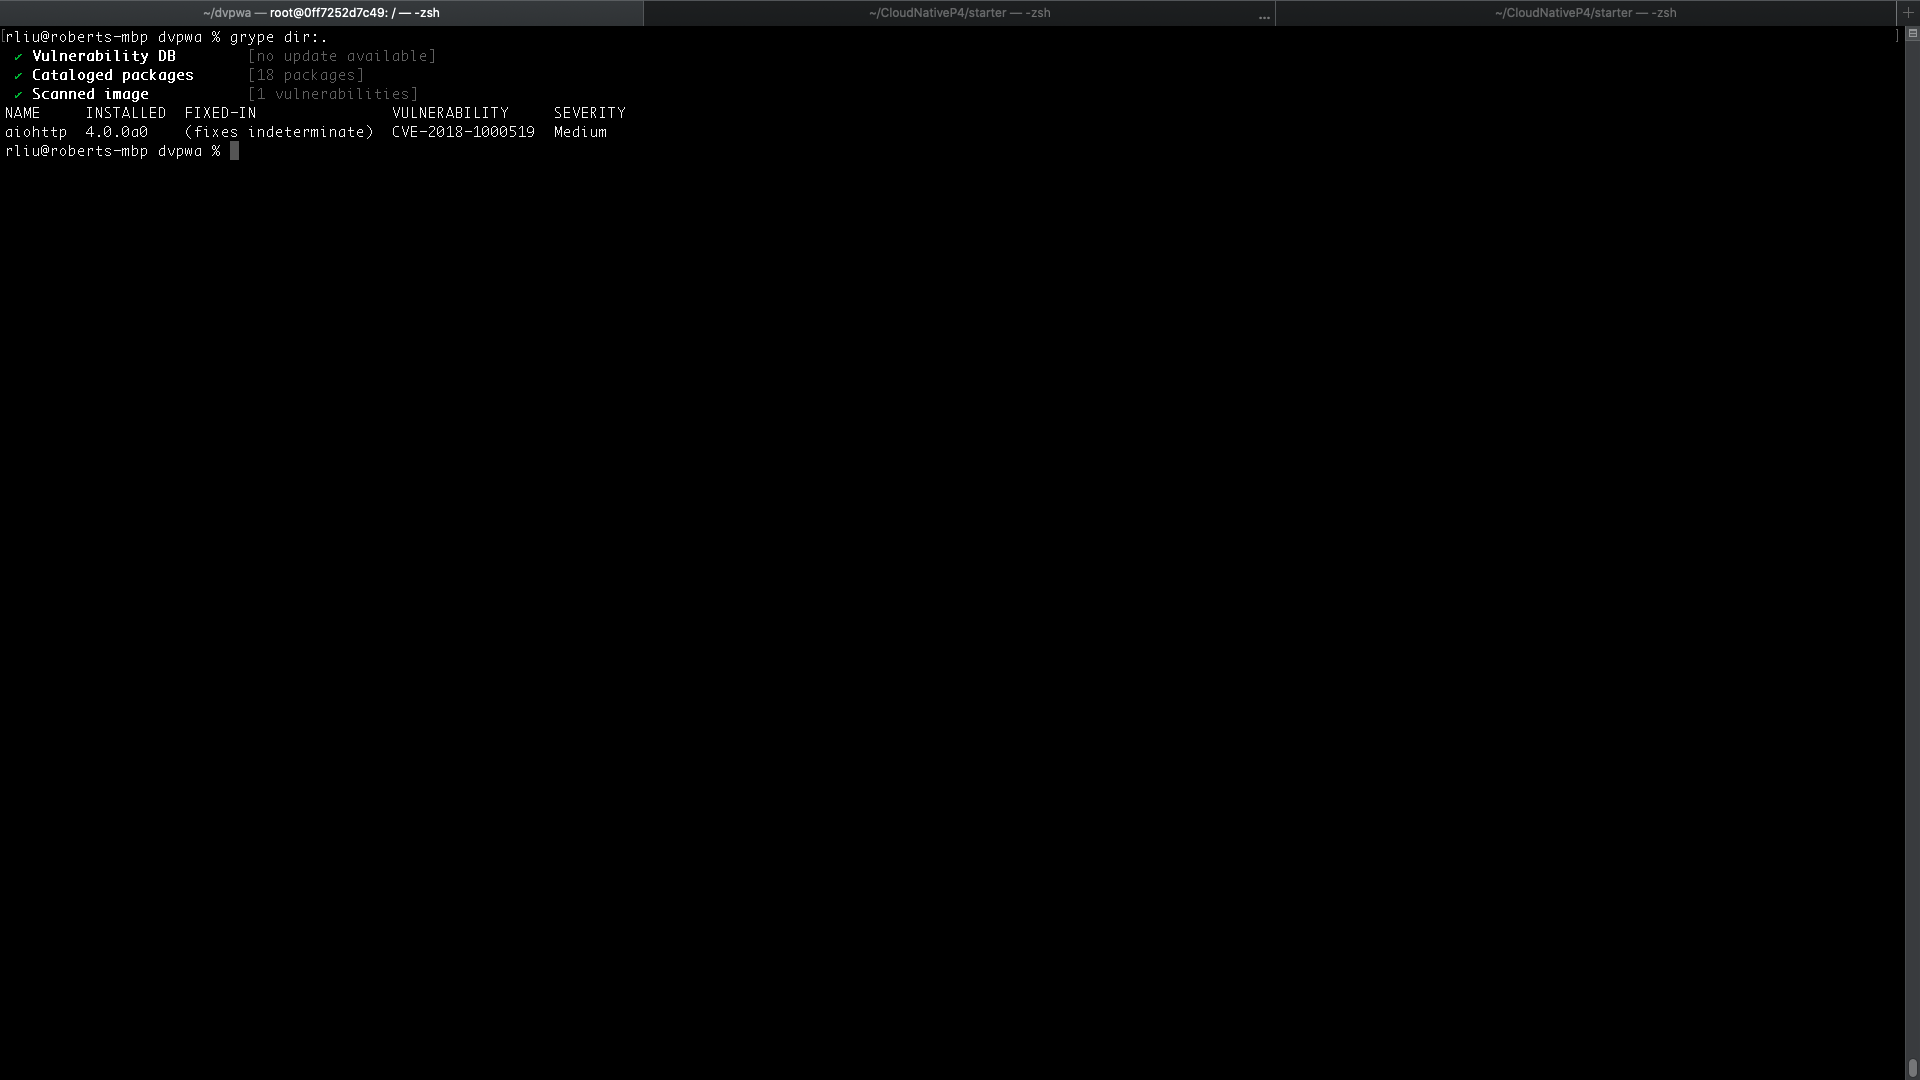 ~/dvpwa — root@0ff7252d7c49: / — -zsh
~/CloudNativeP4/starter — -zsh
...
~/CloudNativeP4/starter — -zsh
+
[rliu@roberts-mbp dvpwa % grype dir:. ]
✔ Vulnerability DB [no update available]
✔ Cataloged packages [18 packages]
✔ Scanned image [1 vulnerabilities]
NAME INSTALLED FIXED-IN VULNERABILITY SEVERITY
aiohttp 4.0.0a0 (fixes indeterminate) CVE-2018-1000519 Medium
rliu@roberts-mbp dvpwa %